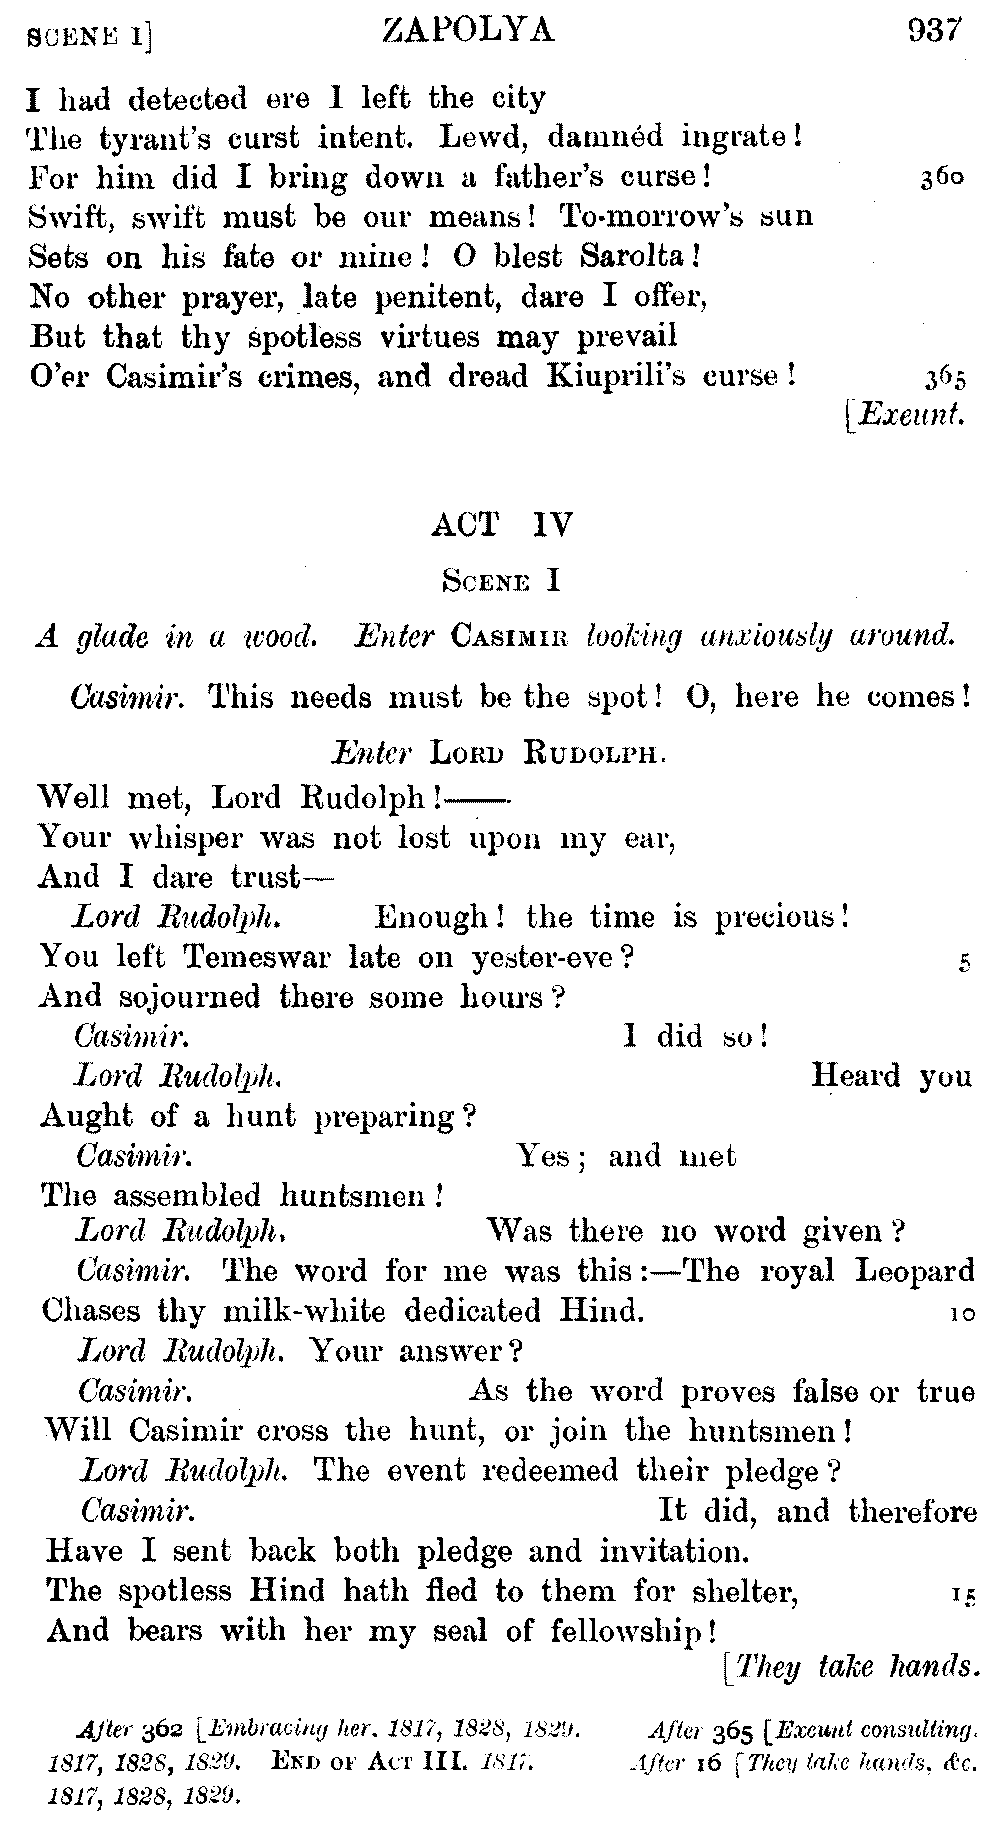 SCENE I] ZAPOLYA 937
I had detected ere I left the city
The tyrant's curst intent. Lewd, damnéd ingrate!
For him did I bring down a father's curse! 360
Swift, swift must be our means! To-morrow's sun
Sets on his fate or mine! O blest Sarolta!
No other prayer, late penitent, dare I offer,
But that thy spotless virtues may prevail
O'er Casimir's crimes, and dread Kiuprili's curse! 365
[Exeunt.
ACT IV
SCENE I
A glade in a wood. Enter CASIMIR looking anxiously around.
Casimir. This needs must be the spot! O, here he comes!
Enter LORD RUDOLPH.
Well met, Lord Rudolph!——
Your whisper was not lost upon my ear,
And I dare trust—
Lord Rudolph. Enough! the time is precious!
You left Temeswar late on yester-eve? 5
And sojourned there some hours?
Casimir. I did so!
Lord Rudolph. Heard you
Aught of a hunt preparing?
Casimir. Yes; and met
The assembled huntsmen!
Lord Rudolph. Was there no word given?
Casimir. The word for me was this:—The royal Leopard
Chases thy milk-white dedicated Hind. 10
Lord Rudolph. Your answer?
Casimir. As the word proves false or true
Will Casimir cross the hunt, or join the huntsmen!
Lord Rudolph. The event redeemed their pledge?
Casimir. It did, and therefore
Have I sent back both pledge and invitation.
The spotless Hind hath fled to them for shelter, 15
And bears with her my seal of fellowship!
[They take hands.
After 362 [Embracing her. 1817, 1828, 1829. After 365 [Exeunt consulting.
1817, 1828, 1829. END OF ACT III. 1817. After 16 [They take hands, &c.
1817, 1828, 1829.